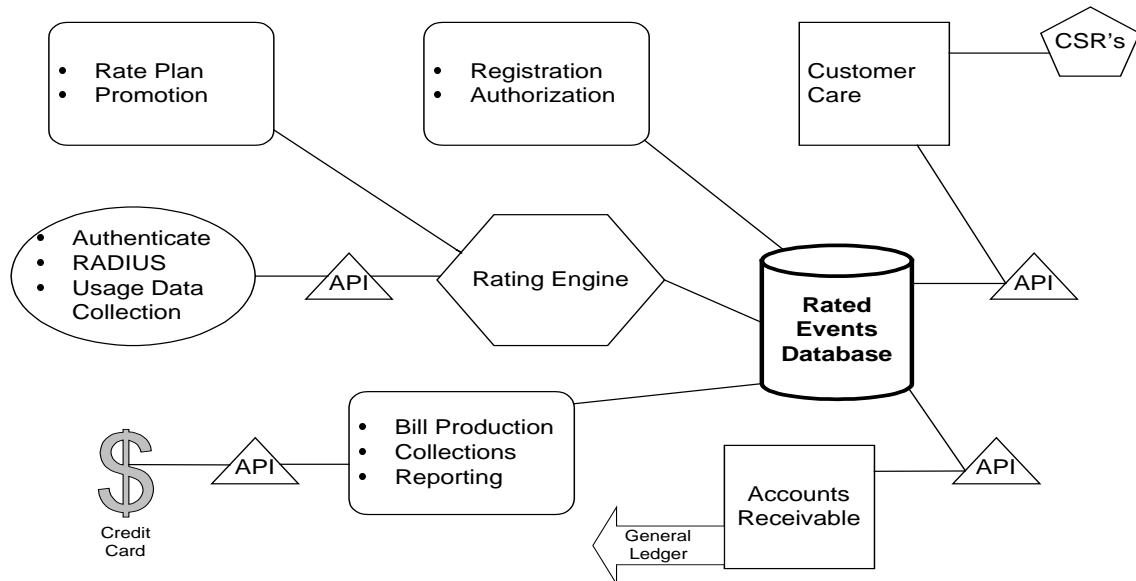 • Rate Plan
• Promotion
• Registration
• Authorization
Customer
Care
CSR's
• Authenticate
• RADIUS
• Usage Data
Collection
API
Rating Engine
Rated
Events
Database
API
• Bill Production
• Collections
• Reporting
API
Credit
Card
Accounts
Receivable
API
General
Ledger